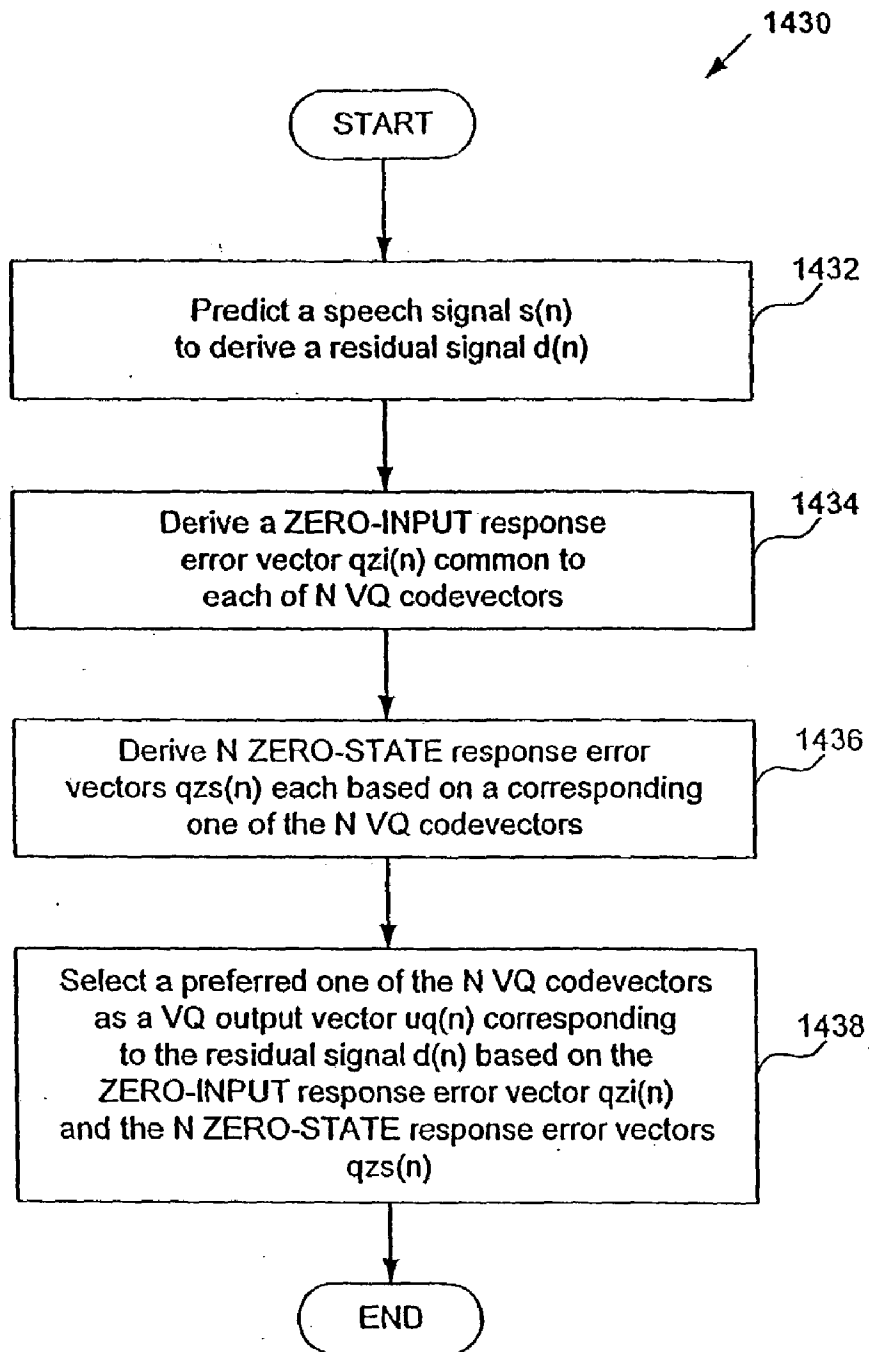 1430
START
1432
Predict a speech signal s(n)
to derive a residual signal d(n)
1434
Derive a ZERO-INPUT response
error vector qzi(n) common to
each of N VQ codevectors
1436
Derive N ZERO-STATE response error
vectors qzs(n) each based on a corresponding
one of the N VQ codevectors
1438
Select a preferred one of the N VQ codevectors
as a VQ output vector uq(n) corresponding
to the residual signal d(n) based on the
ZERO-INPUT response error vector qzi(n)
and the N ZERO-STATE response error vectors
qzs(n)
END